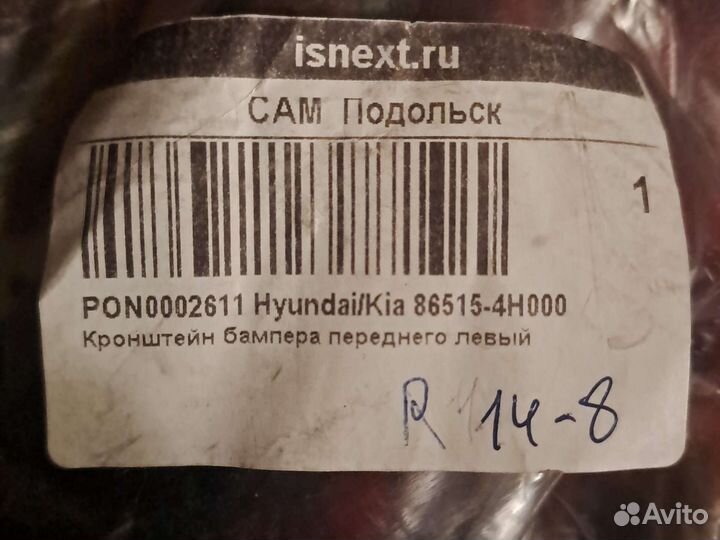 isnext.ru
САМ Подольск
1
PON0002611 Hyundai/Kia 86515-4H000
Кронштейн бампера переднего левый
R 14-8
Avito